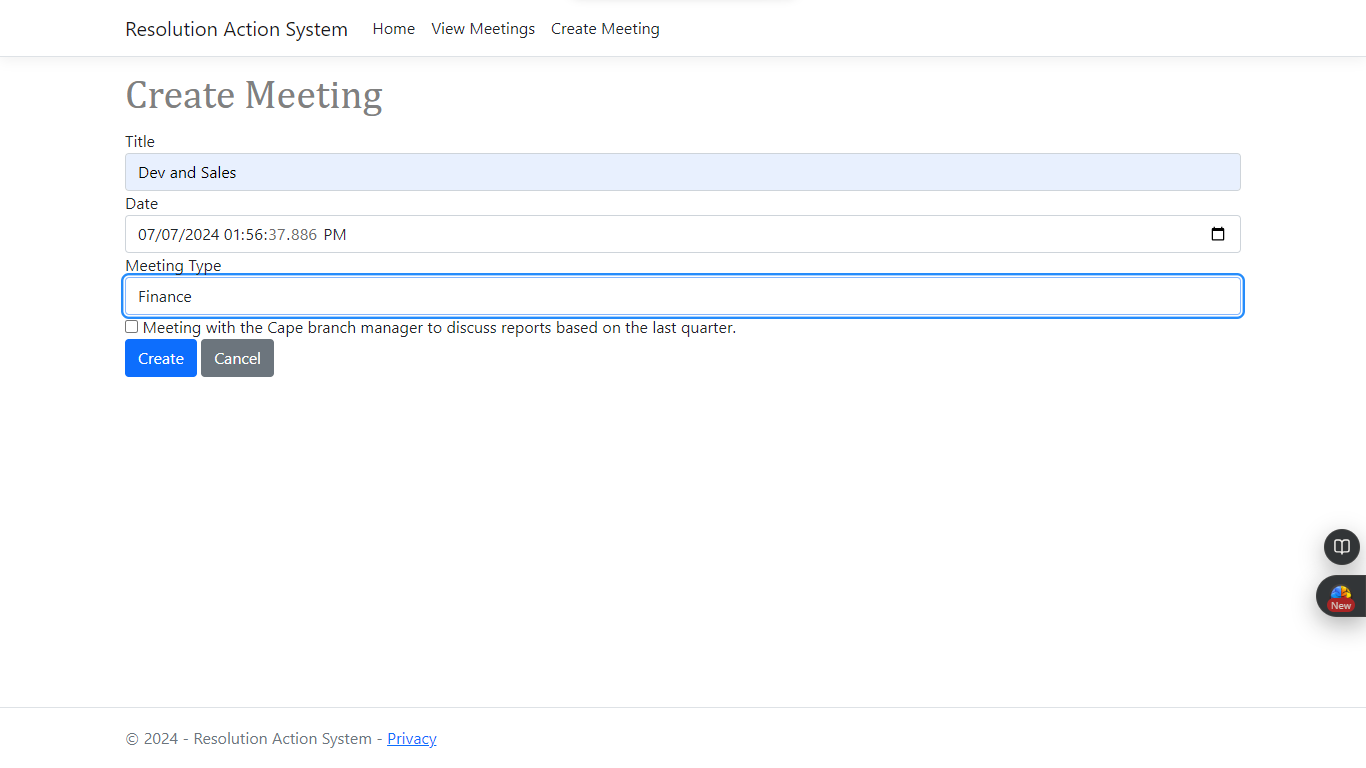 Resolution Action System Home View Meetings Create Meeting
Create Meeting
Title
Dev and Sales
Date
07/07/2024 01:56:37.886 PM
Meeting Type
Finance
Meeting with the Cape branch manager to discuss reports based on the last quarter.
Create Cancel
New
© 2024 - Resolution Action System - Privacy